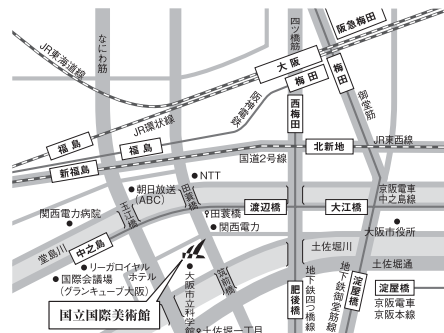 四ツ橋筋
阪急梅田
なにわ筋
JR東海道線
大阪
梅田
梅田
御堂筋
阪神電鉄
JR環状線
西梅田
福島
福島
北新地
JR東西線
新福島
国道2号線
NTT
朝日放送
(ABC)
田蓑橋
玉江橋
田蓑橋
渡辺橋
大江橋
京阪電車
中之島線
関西電力病院
関西電力
大阪市役所
中之島
堂島川
土佐堀川
土佐堀通
リーガロイヤル
ホテル
国際会議場
(グランキューブ大阪)
大阪市立科学館
筑前橋
肥後橋
地下鉄四つ橋線
地下鉄御堂筋線
淀屋橋
淀屋橋
京阪電車
京阪本線
国立国際美術館
土佐堀一丁目